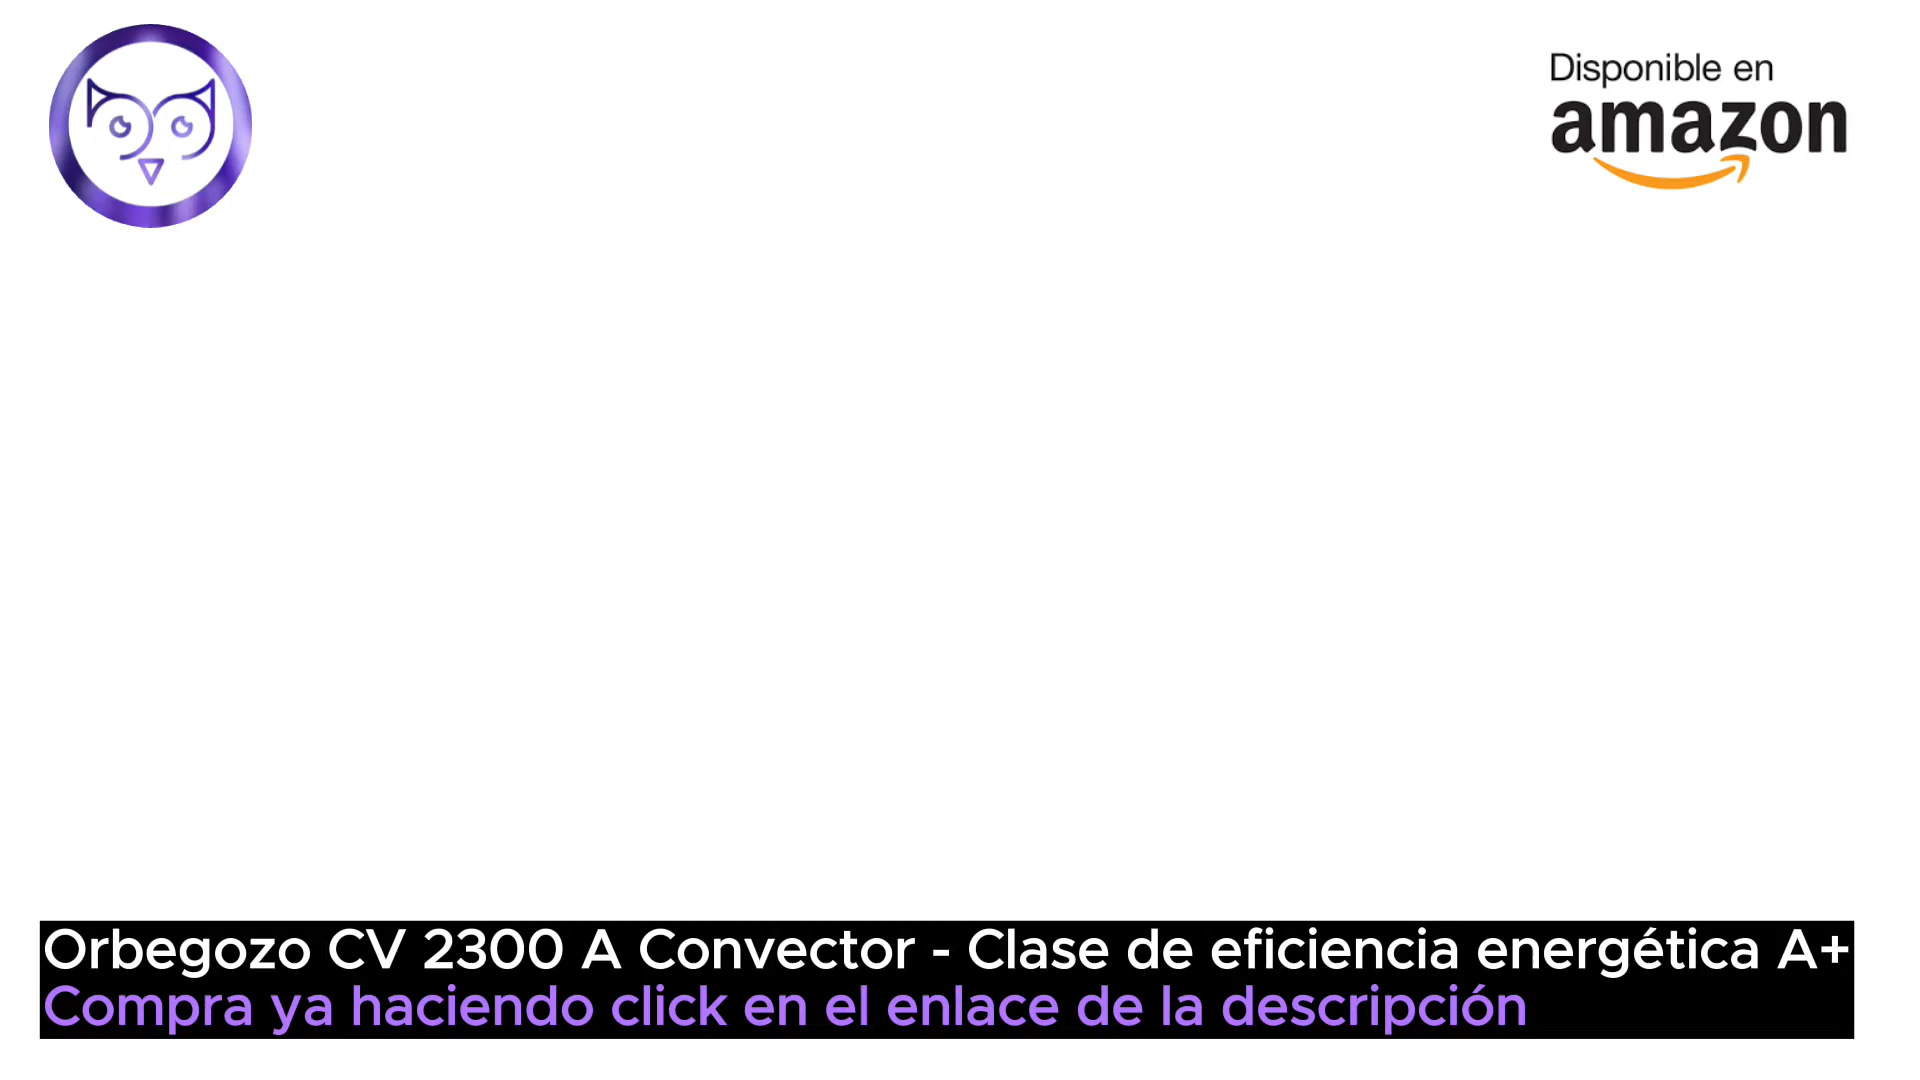 Disponible en
amazon
Orbegozo CV 2300 A Convector - Clase de eficiencia energética A+
Compra ya haciendo click en el enlace de la descripción